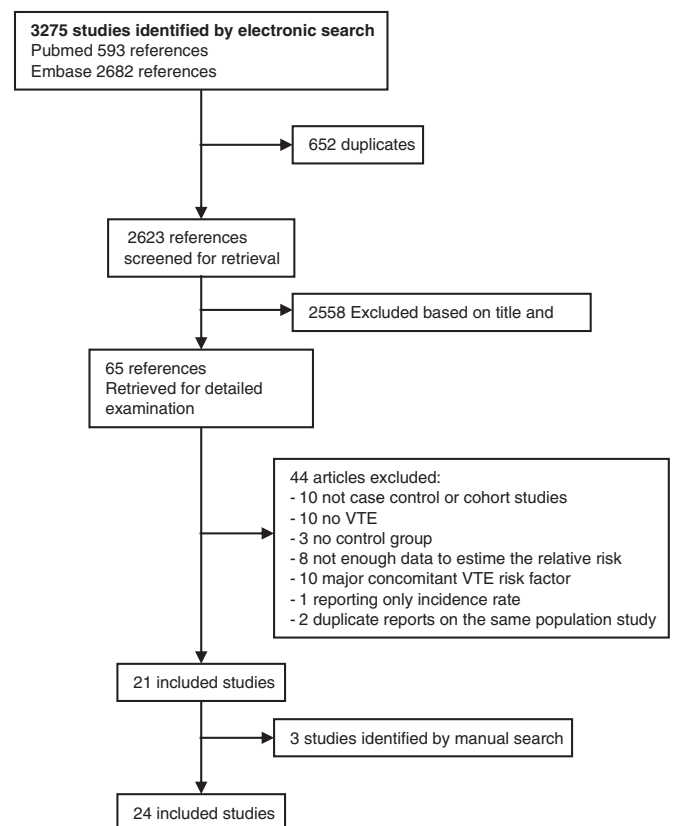 3275 studies identified by electronic search
Pubmed 593 references
Embase 2682 references
652 duplicates
2623 references
screened for retrieval
2558 Excluded based on title and
65 references
Retrieved for detailed
examination
44 articles excluded:
- 10 not case control or cohort studies
- 10 no VTE
- 3 no control group
- 8 not enough data to estime the relative risk
- 10 major concomitant VTE risk factor
- 1 reporting only incidence rate
- 2 duplicate reports on the same population study
21 included studies
3 studies identified by manual search
24 included studies